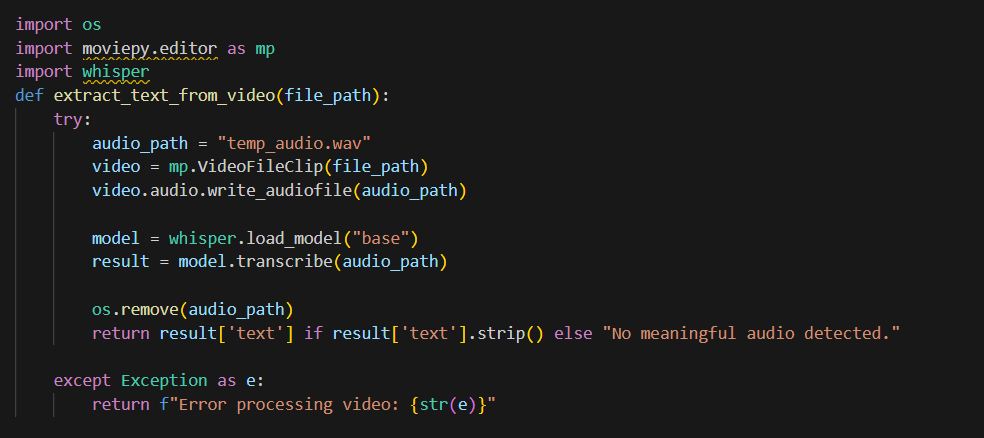 import os
import moviepy.editor as mp
import whisper
def extract_text_from_video(file_path):
    try:
        audio_path = "temp_audio.wav"
        video = mp.VideoFileClip(file_path)
        video.audio.write_audiofile(audio_path)

        model = whisper.load_model("base")
        result = model.transcribe(audio_path)

        os.remove(audio_path)
        return result['text'] if result['text'].strip() else "No meaningful audio detected."

    except Exception as e:
        return f"Error processing video: {str(e)}"